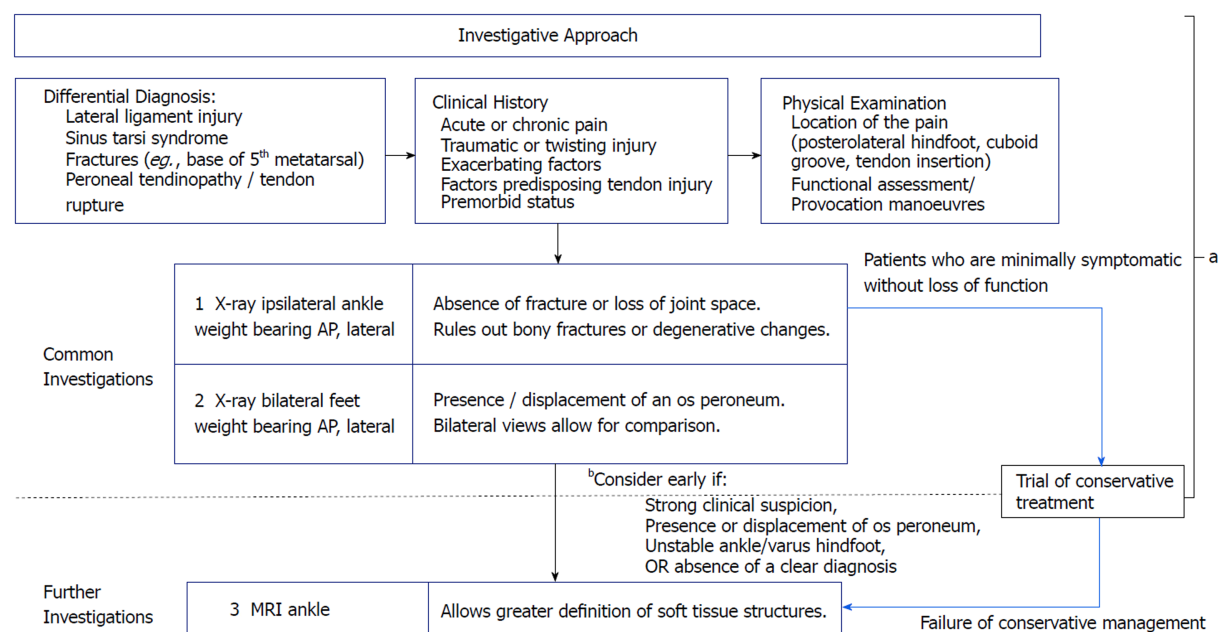 Investigative Approach
Differential Diagnosis:
Lateral ligament injury
Sinus tarsi syndrome
Fractures (eg., base of 5th metatarsal)
Peroneal tendinopathy / tendon
rupture
Clinical History
Acute or chronic pain
Traumatic or twisting injury
Exacerbating factors
Factors predisposing tendon injury
Premorbid status
Physical Examination
Location of the pain
(posterolateral hindfoot, cuboid
groove, tendon insertion)
Functional assessment/
Provocation manoeuvres
a
Patients who are minimally symptomatic
without loss of function
Common
Investigations
1 X-ray ipsilateral ankle
weight bearing AP, lateral
Absence of fracture or loss of joint space.
Rules out bony fractures or degenerative changes.
2 X-ray bilateral feet
weight bearing AP, lateral
Presence / displacement of an os peroneum.
Bilateral views allow for comparison.
Trial of conservative
treatment
bConsider early if:
Strong clinical suspicion,
Presence or displacement of os peroneum,
Unstable ankle/varus hindfoot,
OR absence of a clear diagnosis
Further
Investigations
3 MRI ankle
Allows greater definition of soft tissue structures.
Failure of conservative management